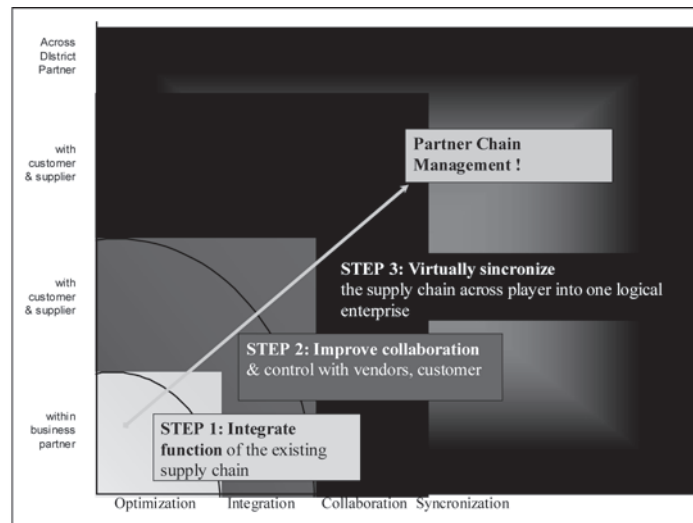 Across
DIstrict
Partner
with
customer
& supplier
Partner Chain
Management !
with
customer
& supplier
STEP 3: Virtually sincronize
the supply chain across player into one logical
enterprise
STEP 2: Improve collaboration
& control with vendors, customer
within
business
partner
STEP 1: Integrate
function of the existing
supply chain
Optimization Integration Collaboration Syncronization